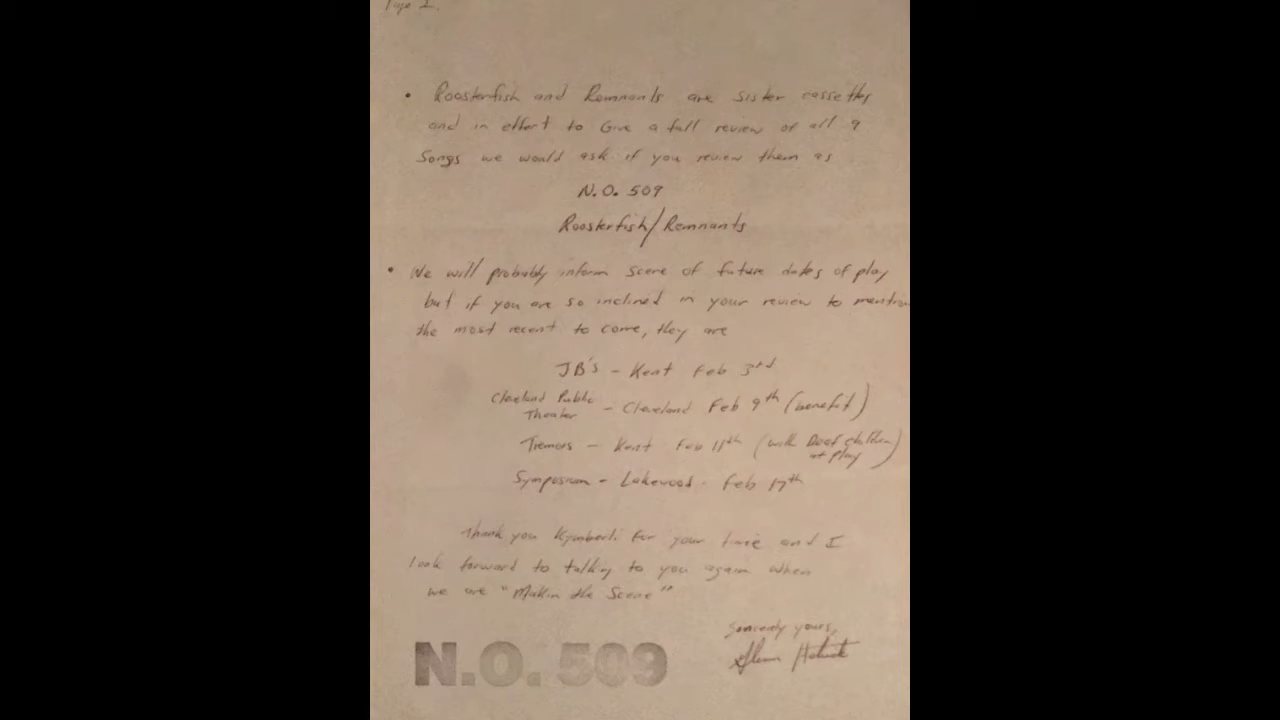 Page 2.
• Roosterfish and Remnants are sister cassettes
and in effort to Give a full review of all 9
Songs we would ask if you review them as
N.O. 509
Roosterfish/Remnants
• We will probably inform scene of future dates of play
but if you are so inclined in your review to mention
the most recent to come, they are
JB's - Kent Feb 3rd
Cleveland Public
Theater - Cleveland Feb 9th (benefit)
Tremors - Kent Feb 11th (with Deaf children
at play)
Symposium - Lakewood - Feb 17th
Thank you Kymberli for your time and I
look forward to talking to you again when
we are "Makin the Scene"
Sincerely yours,
N.O. 509